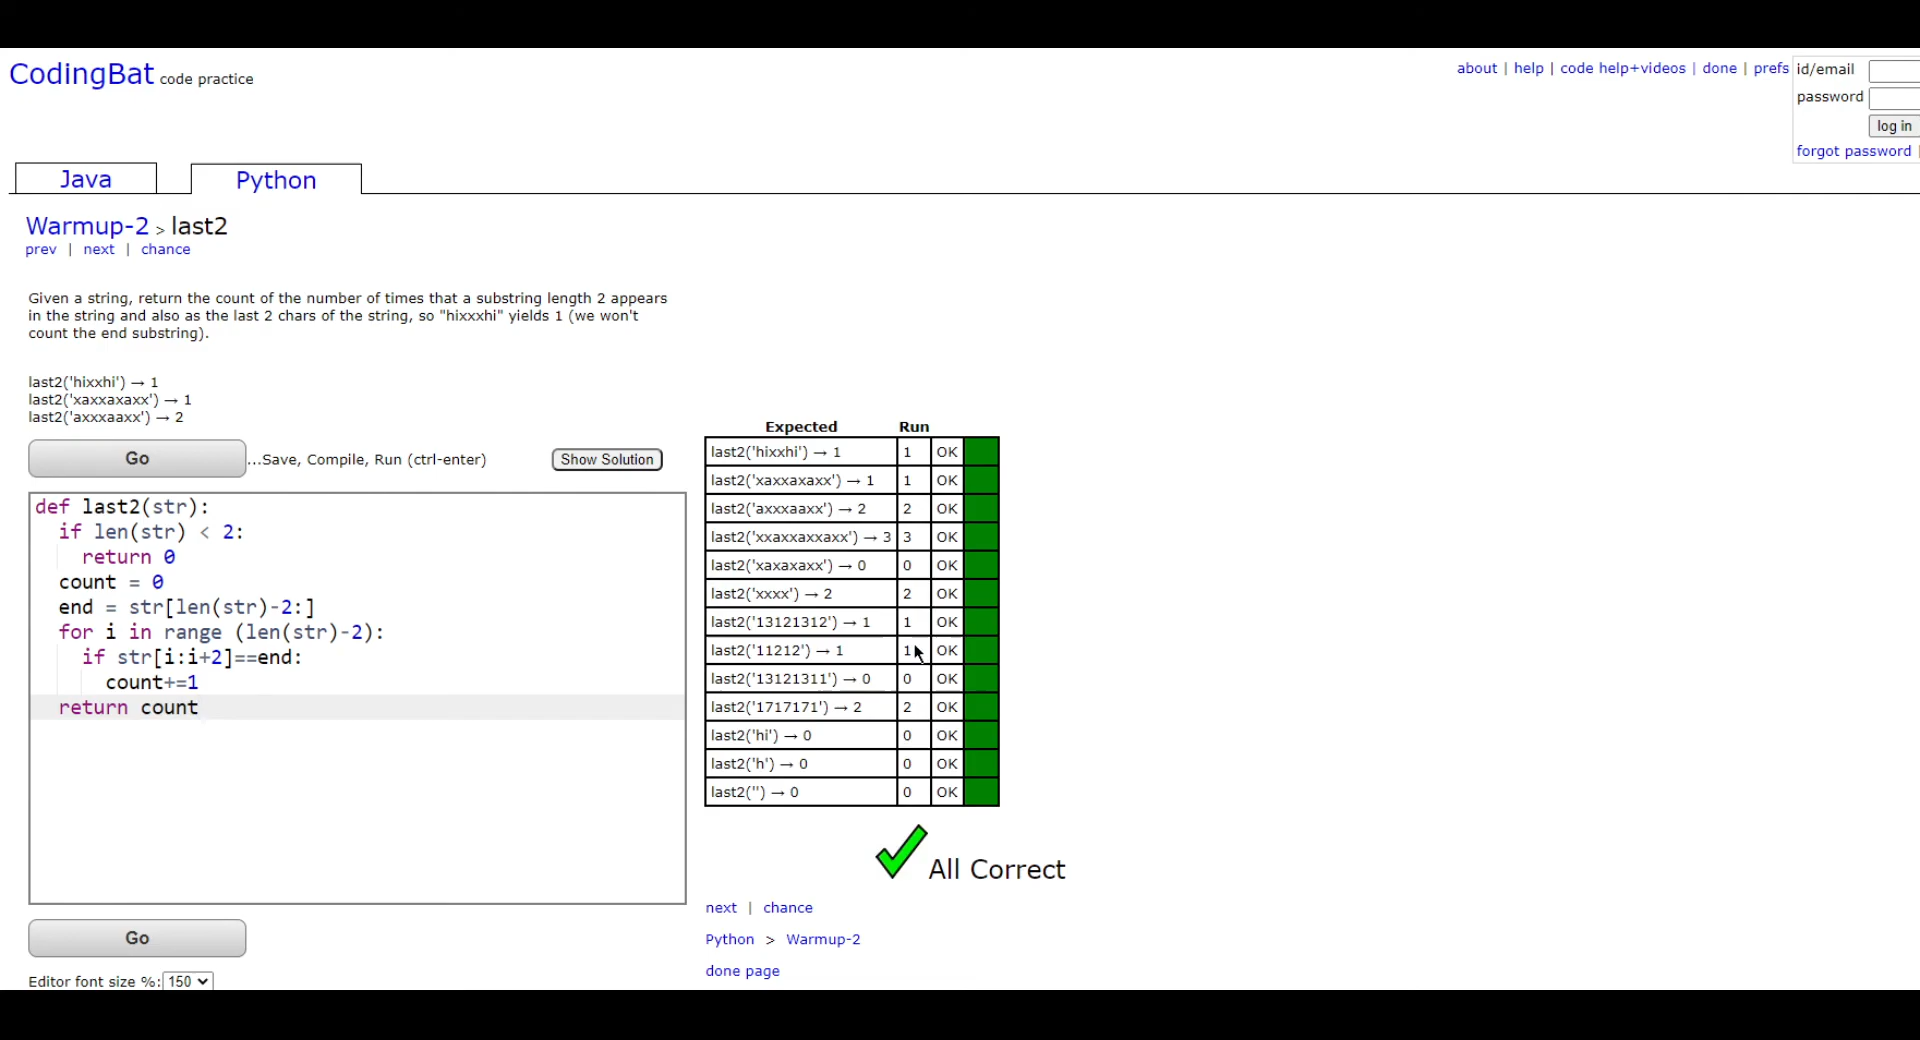 CodingBat code practice
about | help | code help+videos | done | prefs
id/email
password
log in
forgot password |
Java
Python
Warmup-2 > last2
prev | next | chance
Given a string, return the count of the number of times that a substring length 2 appears
in the string and also as the last 2 chars of the string, so "hixxxhi" yields 1 (we won't
count the end substring).
last2('hixxhi') → 1
last2('xaxxaxaxx') → 1
last2('axxxaaxx') → 2
Go
...Save, Compile, Run (ctrl-enter)
Show Solution
def last2(str):
  if len(str) < 2:
    return 0
  count = 0
  end = str[len(str)-2:]
  for i in range (len(str)-2):
    if str[i:i+2]==end:
      count+=1
  return count
Go
Editor font size %: 150
Expected Run
last2('hixxhi') → 1 1 OK
last2('xaxxaxaxx') → 1 1 OK
last2('axxxaaxx') → 2 2 OK
last2('xxaxxaxxaxx') → 3 3 OK
last2('xaxaxaxx') → 0 0 OK
last2('xxxx') → 2 2 OK
last2('13121312') → 1 1 OK
last2('11212') → 1 1 OK
last2('13121311') → 0 0 OK
last2('1717171') → 2 2 OK
last2('hi') → 0 0 OK
last2('h') → 0 0 OK
last2('') → 0 0 OK
All Correct
next | chance
Python > Warmup-2
done page